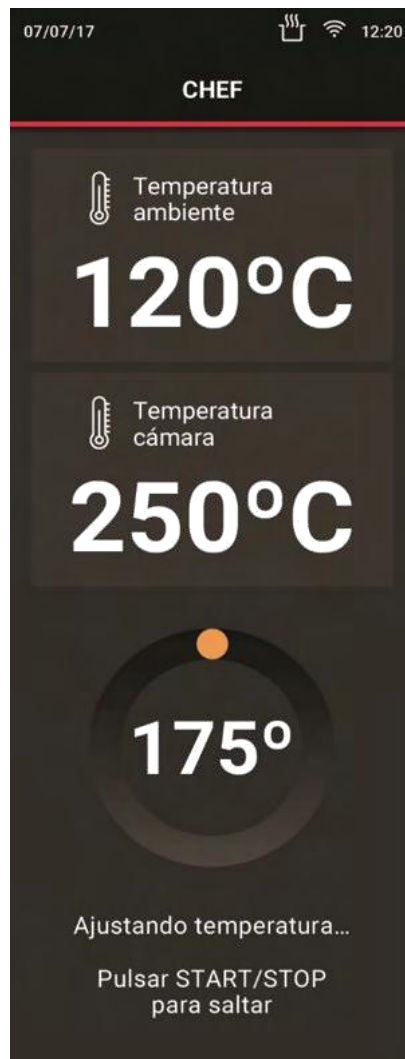 07/07/17 12:20
CHEF
Temperatura
ambiente
120ºC
Temperatura
cámara
250ºC
175º
Ajustando temperatura...
Pulsar START/STOP
para saltar